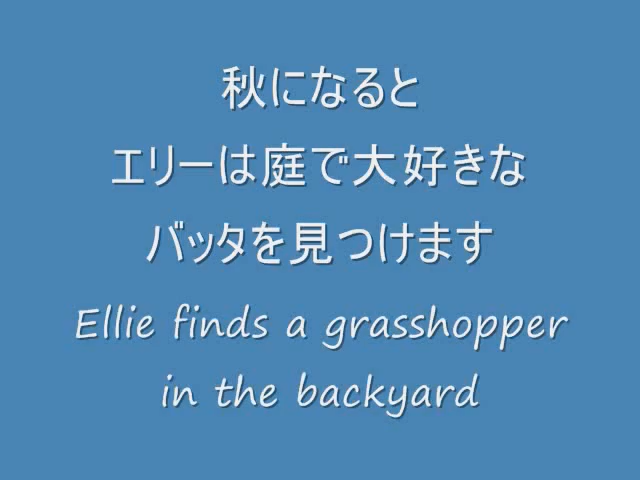 秋になると
エリーは庭で大好きな
バッタを見つけます
Ellie finds a grasshopper
in the backyard